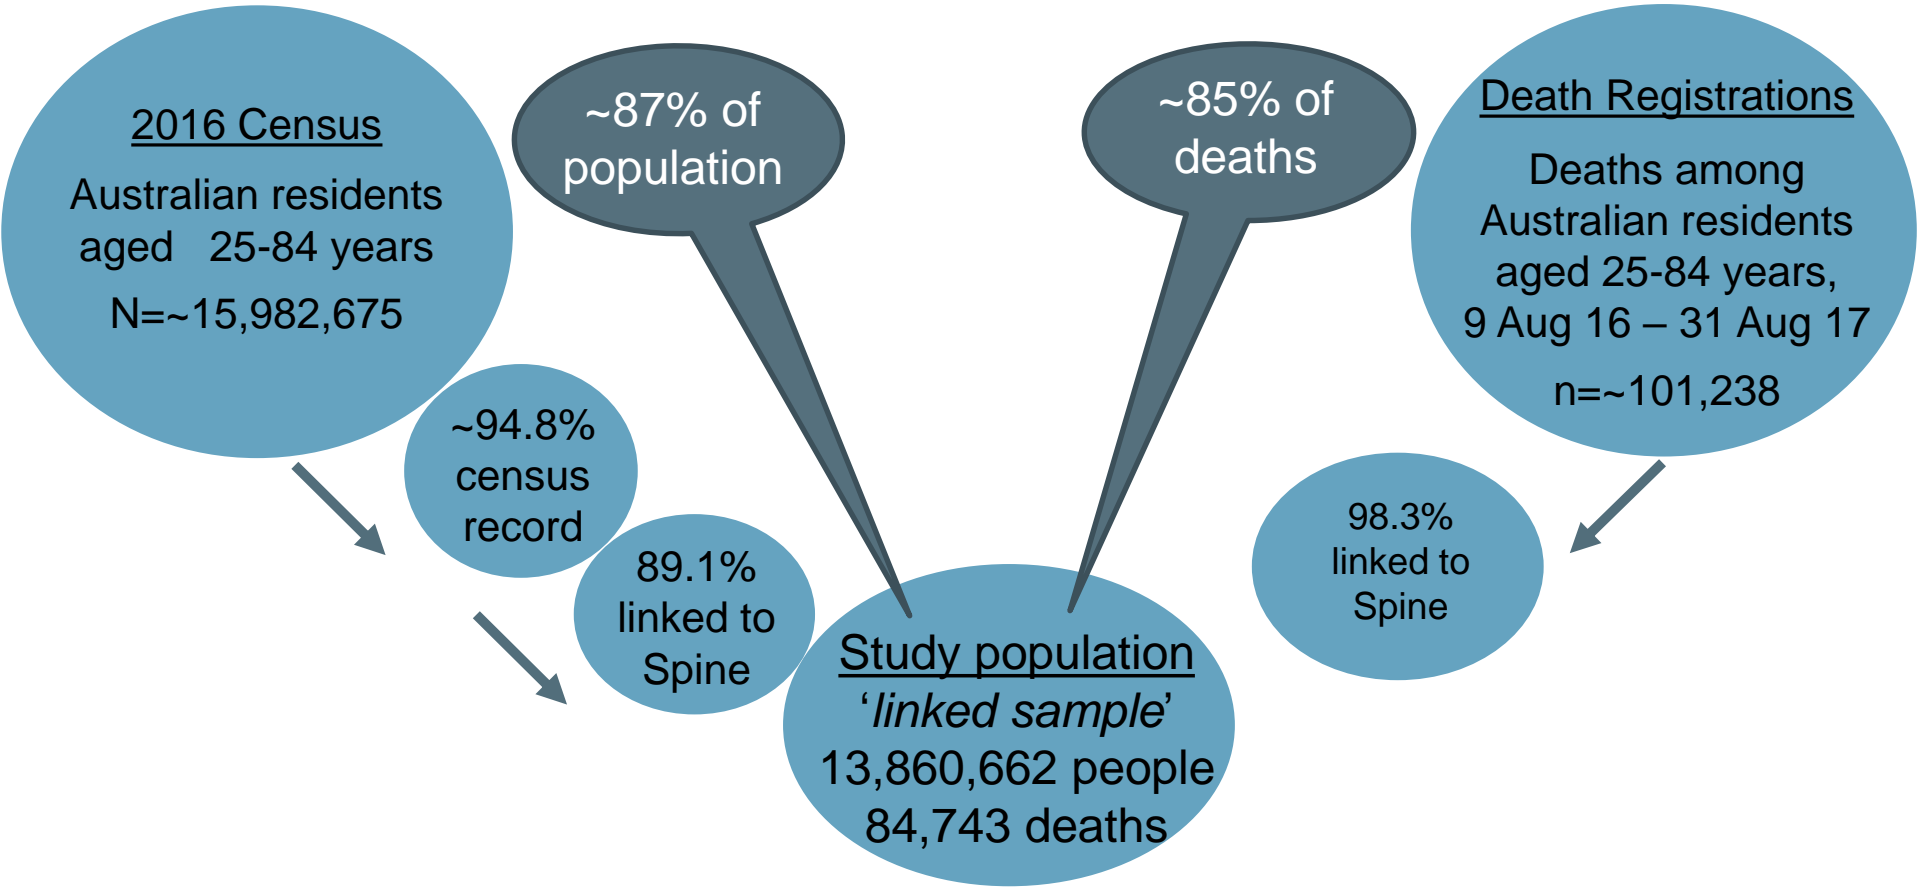 2016 Census
Australian residents
aged 25-84 years
N=~15,982,675
~87% of
population
~85% of
deaths
Death Registrations
Deaths among
Australian residents
aged 25-84 years,
9 Aug 16 – 31 Aug 17
n=~101,238
~94.8%
census
record
89.1%
linked to
Spine
98.3%
linked to
Spine
Study population
‘linked sample’
13,860,662 people
84,743 deaths